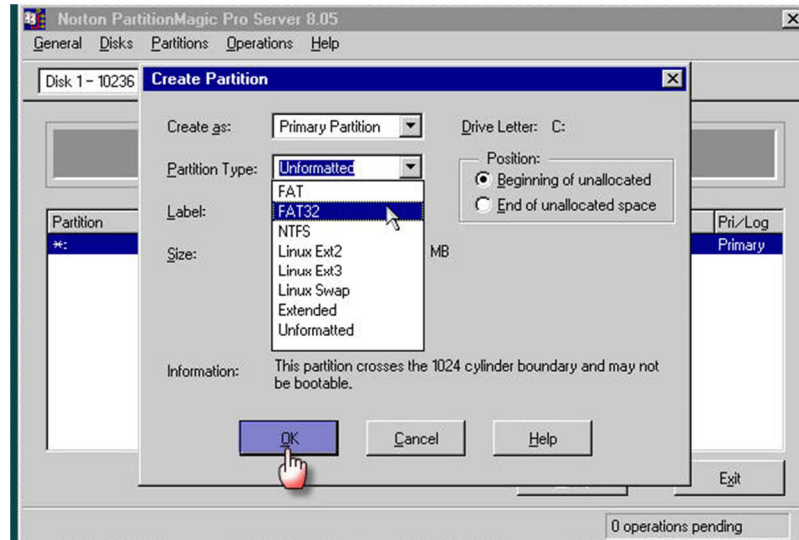 Norton PartitionMagic Pro Server 8.05
General Disks Partitions Operations Help
Disk 1 - 10236
Create Partition
Create as: Primary Partition Drive Letter: C:
Partition Type: Unformatted
Position:
Beginning of unallocated
End of unallocated space
FAT
Label: FAT32
NTFS
Size: Linux Ext2 MB
Linux Ext3
Linux Swap
Extended
Unformatted
Partition Pri/Log
*: Primary
Information: This partition crosses the 1024 cylinder boundary and may not
be bootable.
OK Cancel Help
Exit
0 operations pending